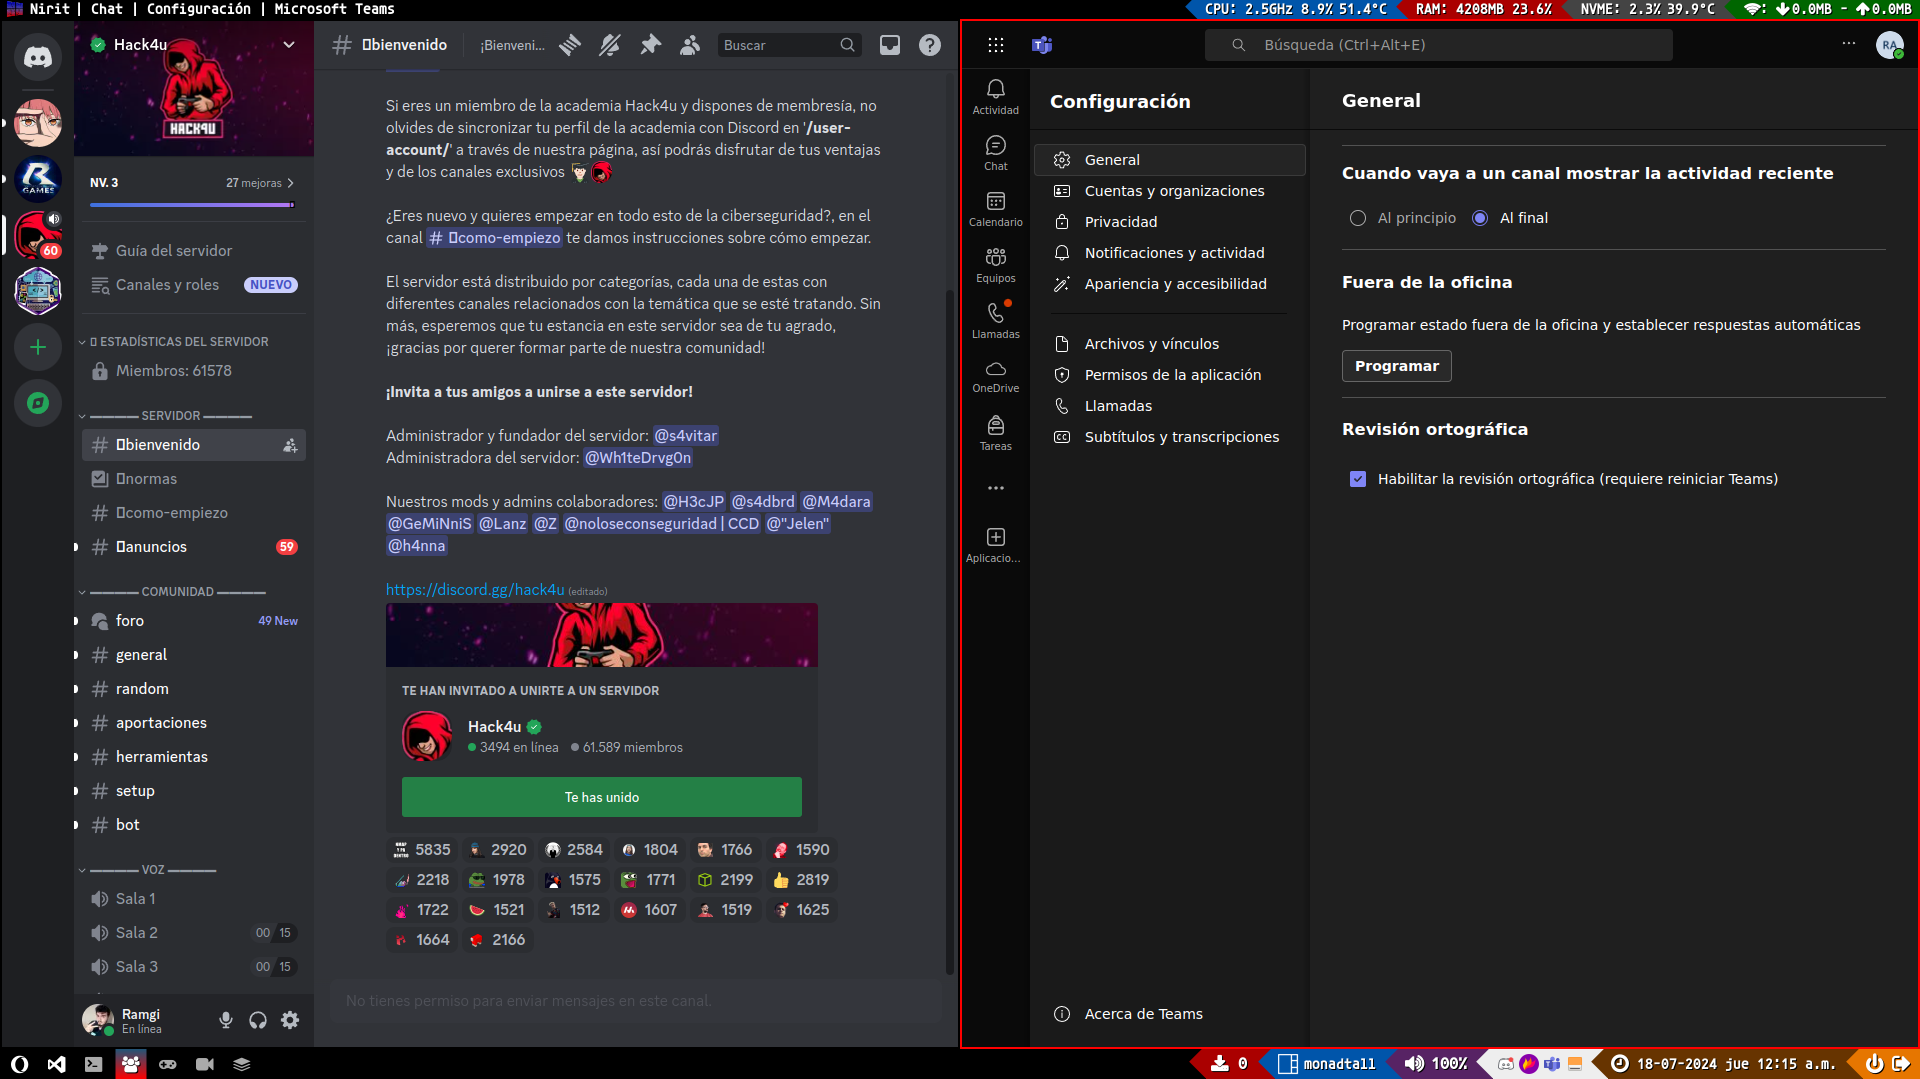 Nirit | Chat | Configuración | Microsoft Teams
CPU: 2.5GHz 8.9% 51.4°C
RAM: 4208MB 23.6%
NVME: 2.3% 39.9°C
: 0.0MB - 0.0MB
Hack4u
HACK4U
NV. 3
27 mejoras
Guía del servidor
Canales y roles
NUEVO
ESTADÍSTICAS DEL SERVIDOR
Miembros: 61578
SERVIDOR
bienvenido
normas
como-empiezo
anuncios
59
COMUNIDAD
foro
49 New
general
random
aportaciones
herramientas
setup
bot
VOZ
Sala 1
Sala 2
00 15
Sala 3
00 15
Ramgi
En línea
GAMES
60
bienvenido
¡Bienveni...
Buscar
Si eres un miembro de la academia Hack4u y dispones de membresía, no
olvides de sincronizar tu perfil de la academia con Discord en '/user-
account/' a través de nuestra página, así podrás disfrutar de tus ventajas
y de los canales exclusivos
¿Eres nuevo y quieres empezar en todo esto de la ciberseguridad?, en el
canal # como-empiezo te damos instrucciones sobre cómo empezar.
El servidor está distribuido por categorías, cada una de estas con
diferentes canales relacionados con la temática que se esté tratando. Sin
más, esperemos que tu estancia en este servidor sea de tu agrado,
¡gracias por querer formar parte de nuestra comunidad!
¡Invita a tus amigos a unirse a este servidor!
Administrador y fundador del servidor: @s4vitar
Administradora del servidor: @Wh1teDrvg0n
Nuestros mods y admins colaboradores: @H3cJP @s4dbrd @M4dara
@GeMiNniS @Lanz @Z @noloseconseguridad | CCD @"Jelen"
@h4nna
https://discord.gg/hack4u (editado)
TE HAN INVITADO A UNIRTE A UN SERVIDOR
Hack4u
3494 en línea 61.589 miembros
Te has unido
5835 2920 2584 1804 1766 1590
2218 1978 1575 1771 2199 2819
1722 1521 1512 1607 1519 1625
1664 2166
No tienes permiso para enviar mensajes en este canal.
Búsqueda (Ctrl+Alt+E)
RA
Actividad
Chat
Calendario
Equipos
Llamadas
OneDrive
Tareas
Aplicacio...
Configuración
General
Cuentas y organizaciones
Privacidad
Notificaciones y actividad
Apariencia y accesibilidad
Archivos y vínculos
Permisos de la aplicación
Llamadas
Subtítulos y transcripciones
Acerca de Teams
General
Cuando vaya a un canal mostrar la actividad reciente
Al principio
Al final
Fuera de la oficina
Programar estado fuera de la oficina y establecer respuestas automáticas
Programar
Revisión ortográfica
Habilitar la revisión ortográfica (requiere reiniciar Teams)
0
monadtall
100%
18-07-2024 jue 12:15 a.m.